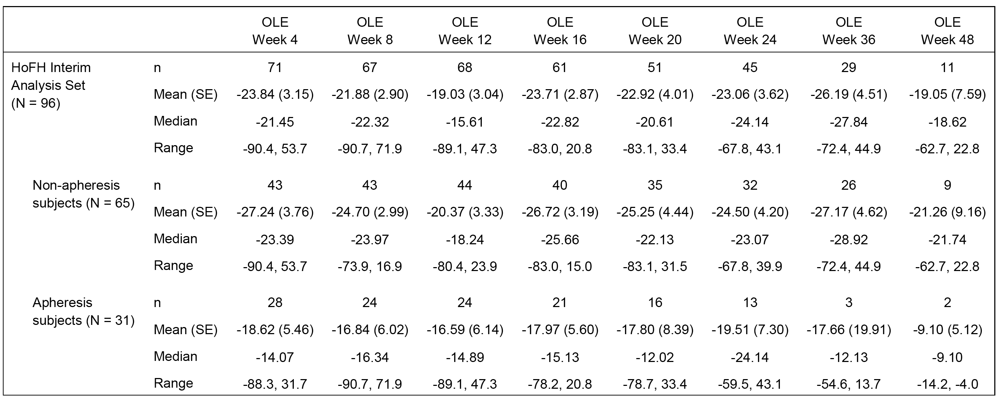 OLE OLE OLE OLE OLE OLE OLE OLE
Week 4 Week 8 Week 12 Week 16 Week 20 Week 24 Week 36 Week 48
HoFH Interim n 71 67 68 61 51 45 29 11
Analysis Set
Mean (SE) -23.84 (3.15) -21.88 (2.90) -19.03 (3.04) -23.71 (2.87) -22.92 (4.01) -23.06 (3.62) -26.19 (4.51) -19.05 (7.59)
(N = 96)
Median -21.45 -22.32 -15.61 -22.82 -20.61 -24.14 -27.84 -18.62
Range -90.4, 53.7 -90.7, 71.9 -89.1, 47.3 -83.0, 20.8 -83.1, 33.4 -67.8, 43.1 -72.4, 44.9 -62.7, 22.8
Non-apheresis n 43 43 44 40 35 32 26 9
subjects (N = 65)
Mean (SE) -27.24 (3.76) -24.70 (2.99) -20.37 (3.33) -26.72 (3.19) -25.25 (4.44) -24.50 (4.20) -27.17 (4.62) -21.26 (9.16)
Median -23.39 -23.97 -18.24 -25.66 -22.13 -23.07 -28.92 -21.74
Range -90.4, 53.7 -73.9, 16.9 -80.4, 23.9 -83.0, 15.0 -83.1, 31.5 -67.8, 39.9 -72.4, 44.9 -62.7, 22.8
Apheresis n 28 24 24 21 16 13 3 2
subjects (N = 31)
Mean (SE) -18.62 (5.46) -16.84 (6.02) -16.59 (6.14) -17.97 (5.60) -17.80 (8.39) -19.51 (7.30) -17.66 (19.91) -9.10 (5.12)
Median -14.07 -16.34 -14.89 -15.13 -12.02 -24.14 -12.13 -9.10
Range -88.3, 31.7 -90.7, 71.9 -89.1, 47.3 -78.2, 20.8 -78.7, 33.4 -59.5, 43.1 -54.6, 13.7 -14.2, -4.0